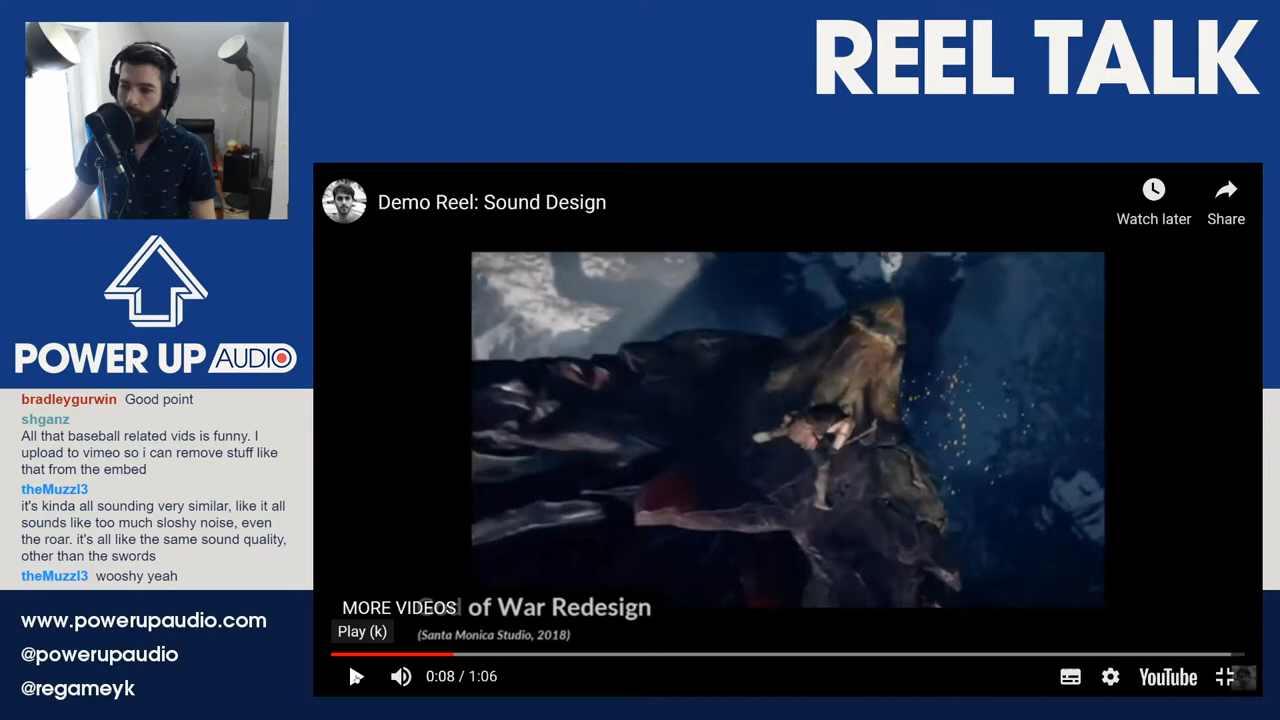 REEL TALK
Demo Reel: Sound Design
Watch later
Share
POWER UP AUDIO
bradleygurwin Good point
shganz
All that baseball related vids is funny. I
upload to vimeo so i can remove stuff like
that from the embed
theMuzzl3
it's kinda all sounding very similar, like it all
sounds like too much sloshy noise, even
the roar. it's all like the same sound quality,
other than the swords
theMuzzl3 wooshy yeah
www.powerupaudio.com
@powerupaudio
@regameyk
MORE VIDEOS
of War Redesign
Play (k)
(Santa Monica Studio, 2018)
0:08 / 1:06
YouTube